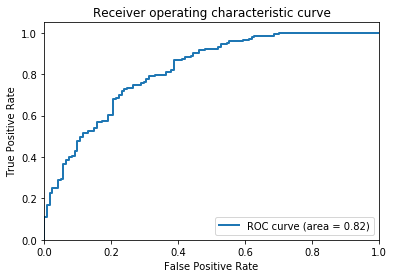 Receiver operating characteristic curve
1.0
0.8
0.6
0.4
0.2
0.0
True Positive Rate
ROC curve (area = 0.82)
0.0 0.2 0.4 0.6 0.8 1.0
False Positive Rate